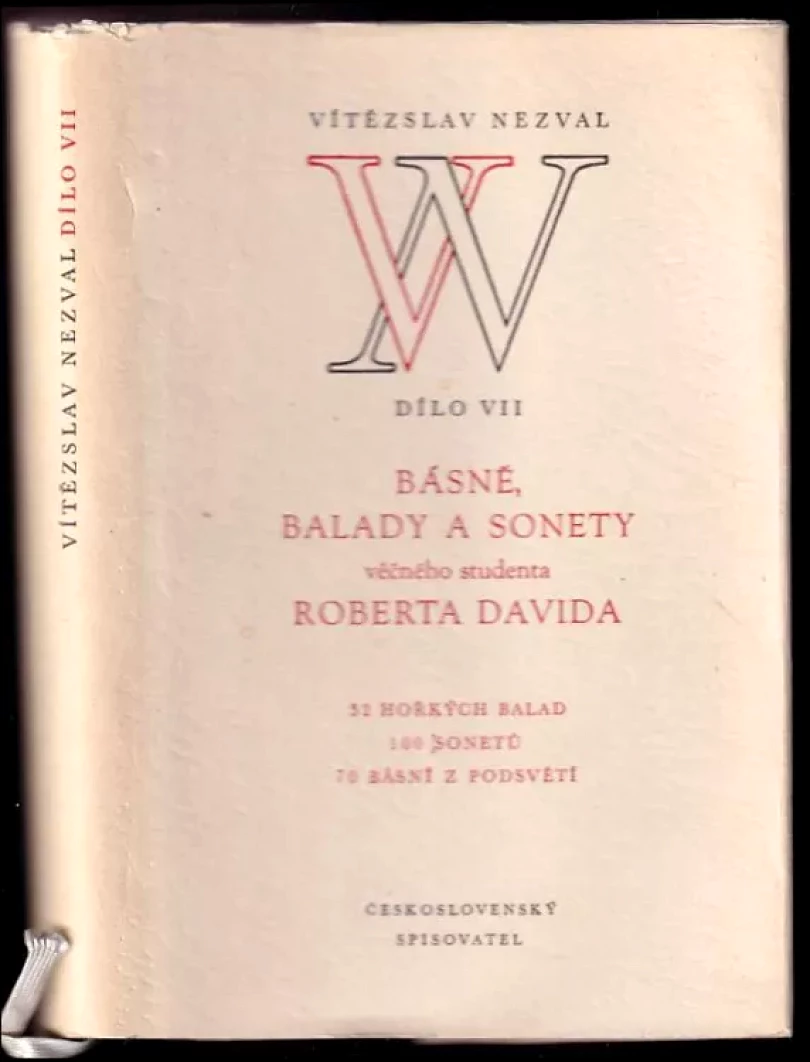 VÍTĚZSLAV NEZVAL DÍLO VII
VÍTĚZSLAV NEZVAL
VN
DÍLO VII
BÁSNĚ,
BALADY A SONETY
věčného studenta
ROBERTA DAVIDA
52 HOŘKÝCH BALAD
100 SONETŮ
70 BÁSNÍ Z PODSVĚTÍ
ČESKOSLOVENSKÝ
SPISOVATEL